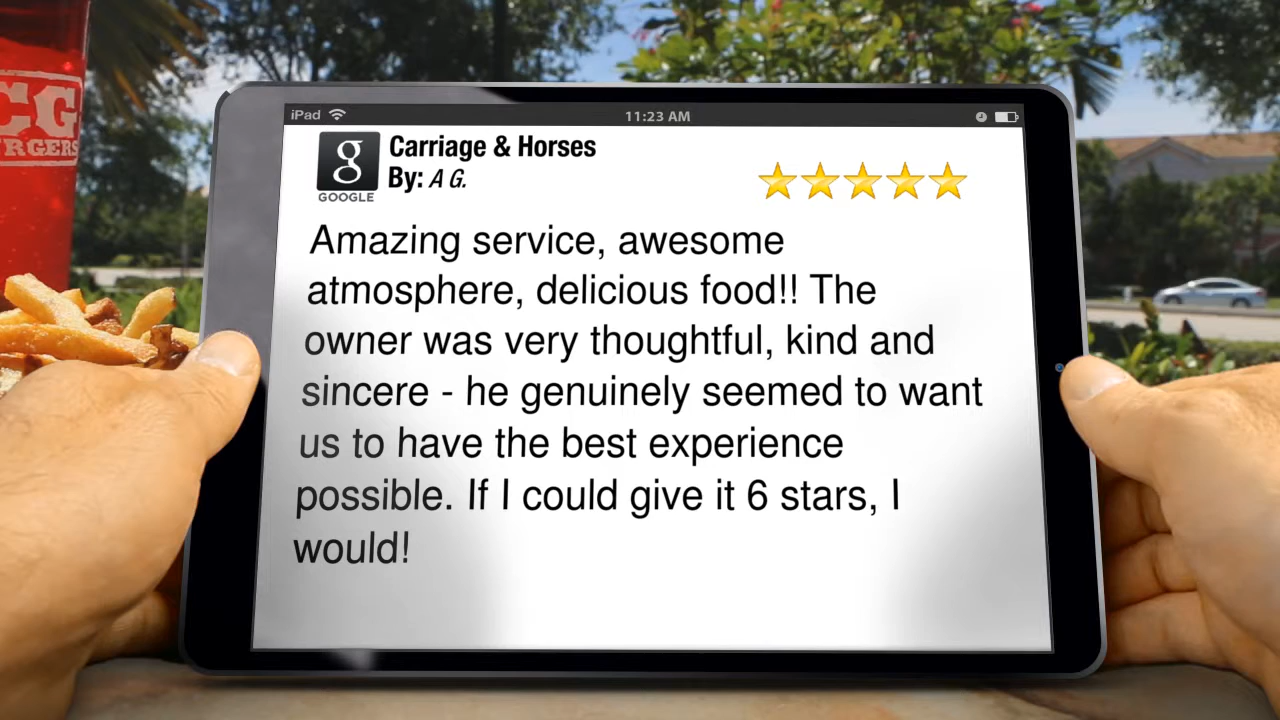 CG
RGERS
iPad
11:23 AM
g
GOOGLE
Carriage & Horses
By: A G.
Amazing service, awesome
atmosphere, delicious food!! The
owner was very thoughtful, kind and
sincere - he genuinely seemed to want
us to have the best experience
possible. If I could give it 6 stars, I
would!